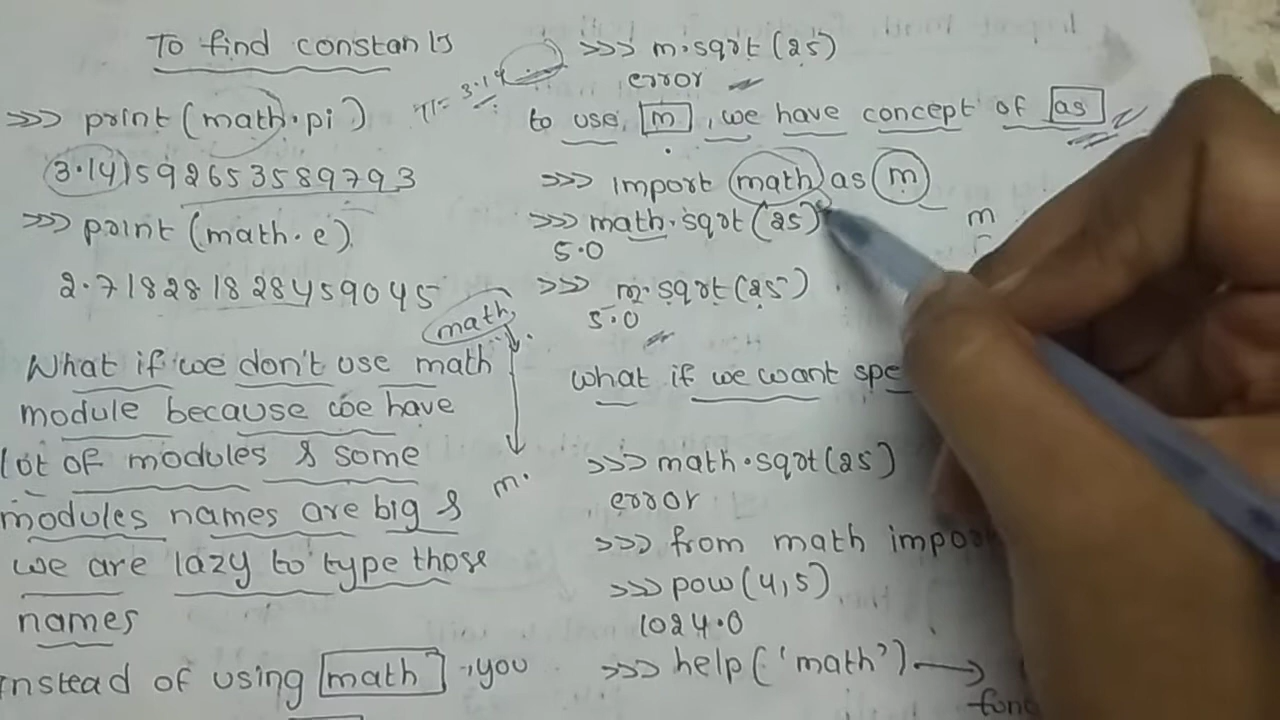 To find constants
>>> print(math.pi)
π = 3.14
3.141592653589793
>>> print(math.e)
2.718281828459045
math.
m.
What if we don't use math
module because we have
lot of modules & some
modules names are big &
we are lazy to type those
names
instead of using math, you
>>> m.sqrt(25)
error
to use m, we have concept of as
>>> import math as m
>>> math.sqrt(25)
5.0
m
>>> m.sqrt(25)
5.0
what if we want
>>> math.sqrt(25)
error
>>> from math
>>> pow(4,5)
1024.0
>>> help('math') →